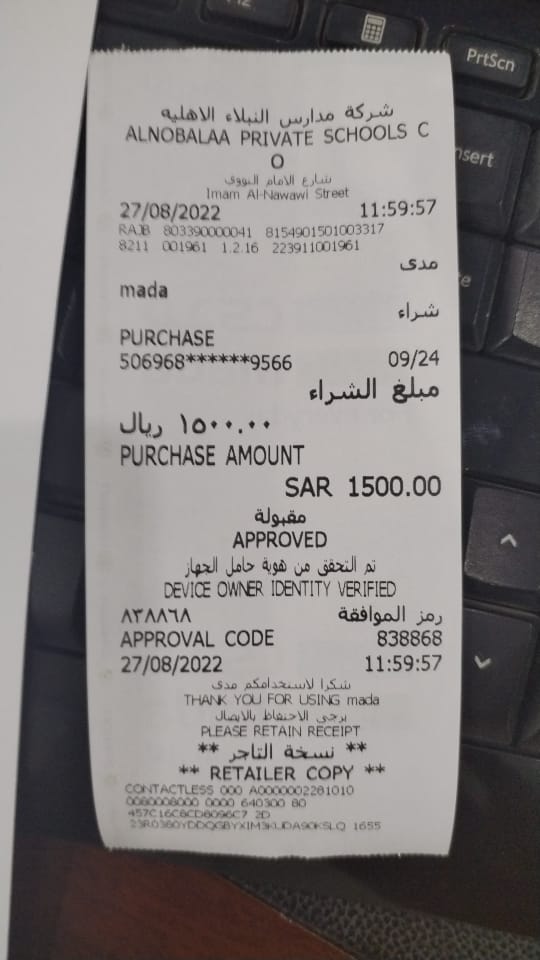 شركة مدارس النبلاء الاهليه
ALNOBALAA PRIVATE SCHOOLS C
O
شارع الامام النووي
Imam Al-Nawawi Street
27/08/2022 11:59:57
RAJB 803390000041 8154901501003317
8211 001961 1.2.16 223911001961
مدى
mada
شراء
PURCHASE
506968******9566 09/24
مبلغ الشراء
١٥٠٠.٠٠ ريال
PURCHASE AMOUNT
SAR 1500.00
مقبولة
APPROVED
تم التحقق من هوية حامل الجهاز
DEVICE OWNER IDENTITY VERIFIED
رمز الموافقة ٨٣٨٨٦٨
APPROVAL CODE 838868
27/08/2022 11:59:57
شكرا لاستخدامكم مدى
THANK YOU FOR USING mada
يرجى الاحتفاظ بالايصال
PLEASE RETAIN RECEIPT
** نسخة التاجر **
** RETAILER COPY **
CONTACTLESS 000 A0000002281010
0080008000 0000 640300 80
2D
1655
PrtScn